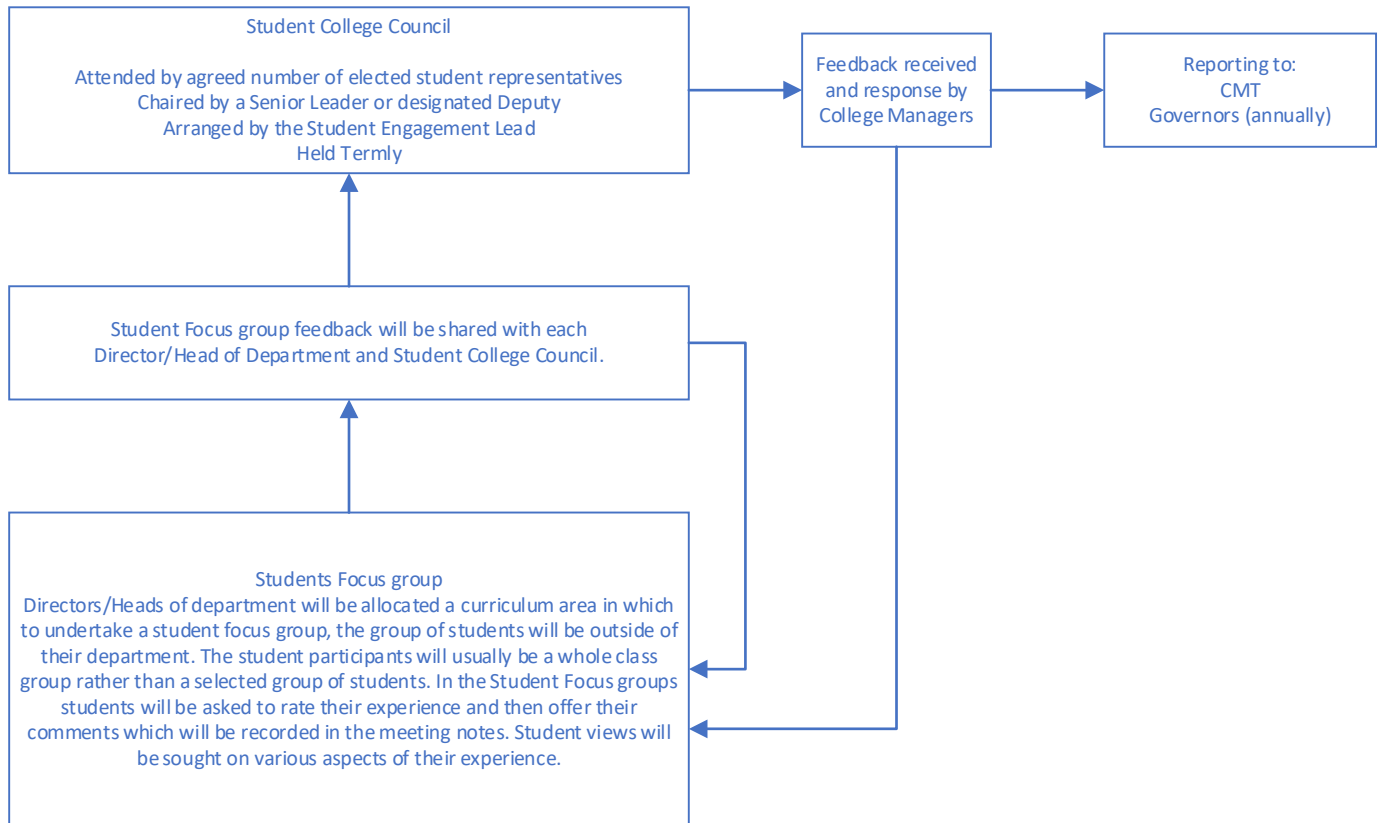 Student College Council
Attended by agreed number of elected student representatives
Chaired by a Senior Leader or designated Deputy
Arranged by the Student Engagement Lead
Held Termly
Feedback received
and response by
College Managers
Reporting to:
CMT
Governors (annually)
Student Focus group feedback will be shared with each
Director/Head of Department and Student College Council.
Students Focus group
Directors/Heads of department will be allocated a curriculum area in which
to undertake a student focus group, the group of students will be outside of
their department. The student participants will usually be a whole class
group rather than a selected group of students. In the Student Focus groups
students will be asked to rate their experience and then offer their
comments which will be recorded in the meeting notes. Student views will
be sought on various aspects of their experience.